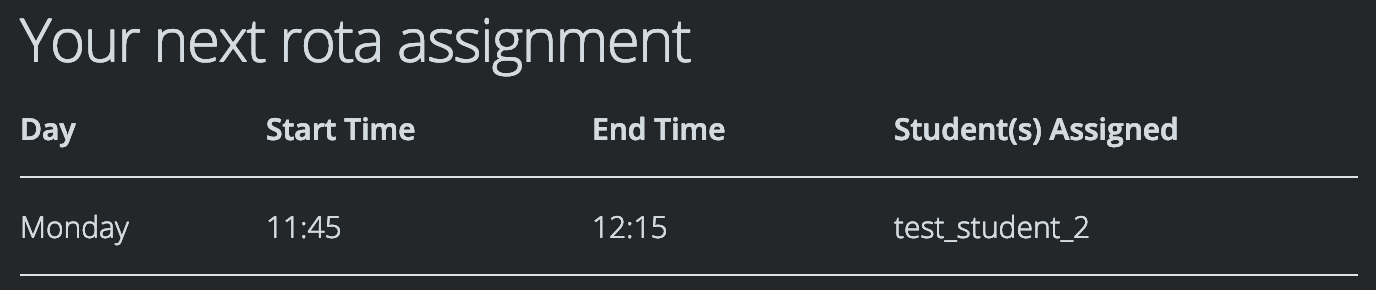 Your next rota assignment
Day Start Time End Time Student(s) Assigned
Monday 11:45 12:15 test_student_2